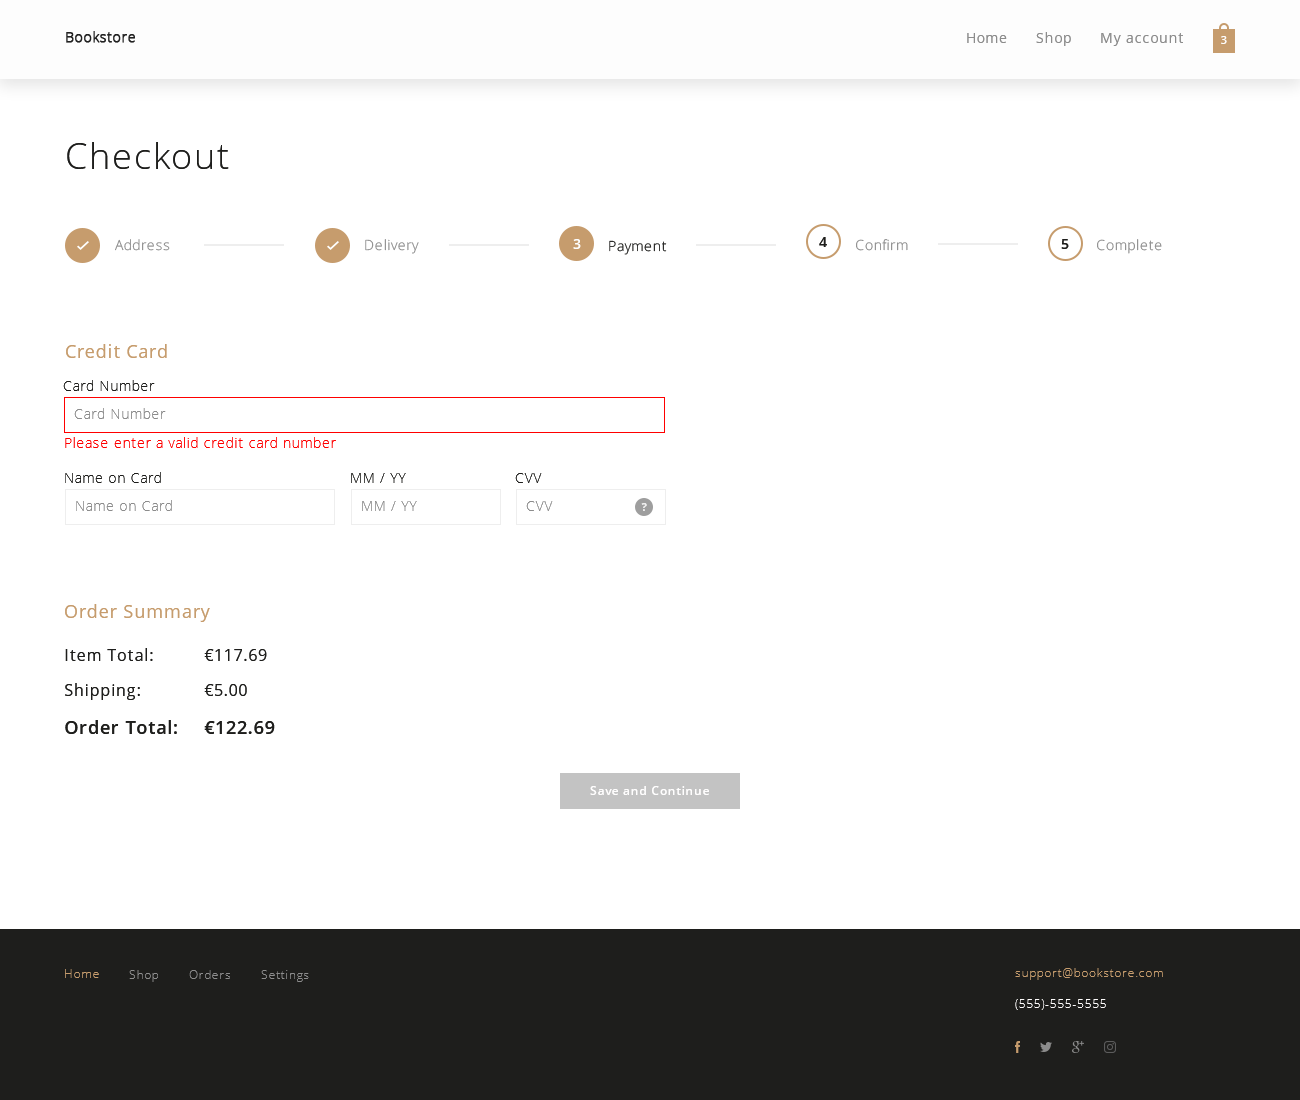 Bookstore
Home Shop My account 3
Checkout
Address Delivery 3 Payment 4 Confirm 5 Complete
Credit Card
Card Number
Card Number
Please enter a valid credit card number
Name on Card MM / YY CVV
Name on Card MM / YY CVV ?
Order Summary
Item Total: €117.69
Shipping: €5.00
Order Total: €122.69
Save and Continue
Home Shop Orders Settings
support@bookstore.com
(555)-555-5555